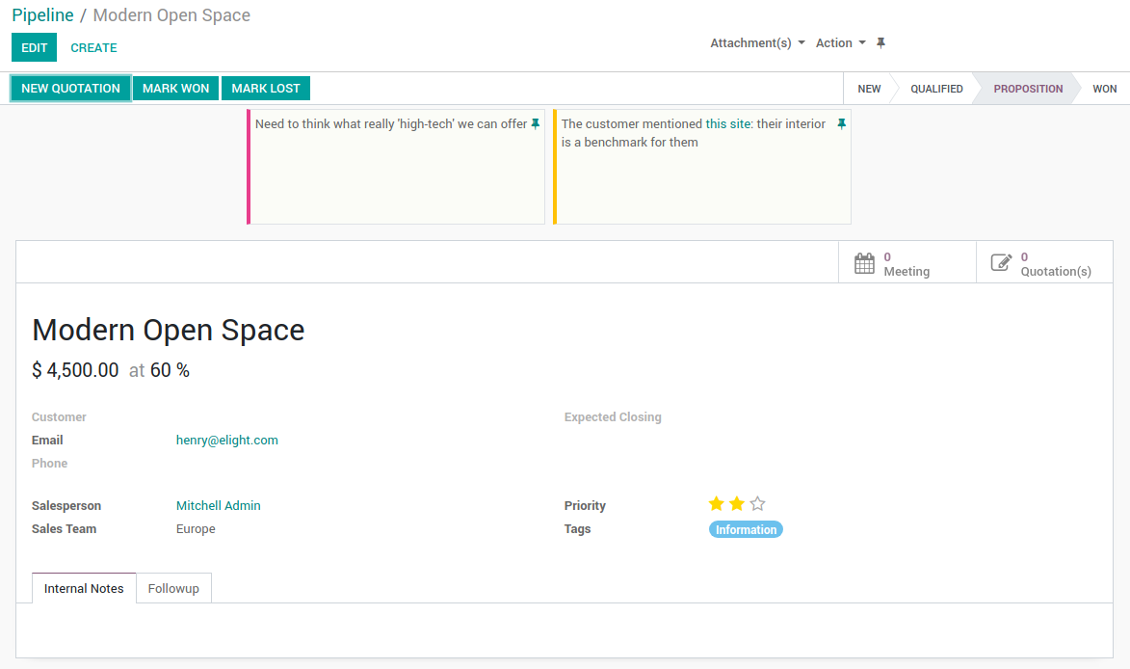 Pipeline / Modern Open Space
EDIT CREATE Attachment(s) Action
NEW QUOTATION MARK WON MARK LOST NEW QUALIFIED PROPOSITION WON
Need to think what really 'high-tech' we can offer
The customer mentioned this site: their interior
is a benchmark for them
0
Meeting
0
Quotation(s)
Modern Open Space
$ 4,500.00 at 60 %
Customer Expected Closing
Email henry@elight.com
Phone
Salesperson Mitchell Admin Priority
Sales Team Europe Tags Information
Internal Notes Followup